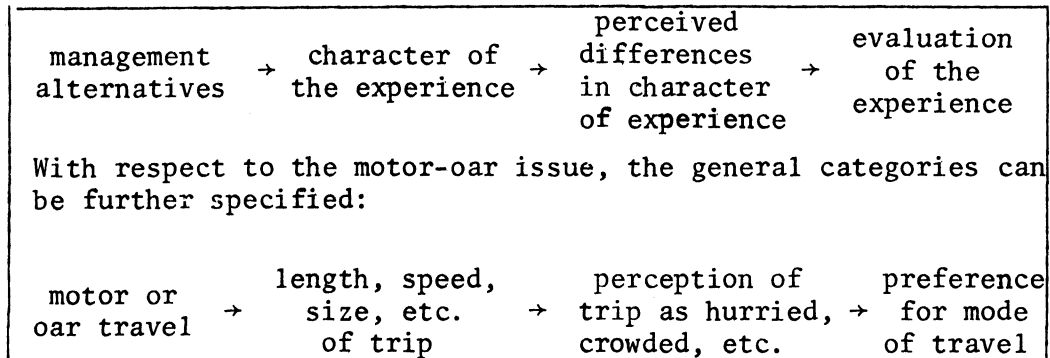 management alternatives → character of the experience → perceived differences in character of experience → evaluation of the experience
With respect to the motor-oar issue, the general categories can
be further specified:
motor or oar travel → length, speed, size, etc. of trip → perception of trip as hurried, crowded, etc. → preference for mode of travel